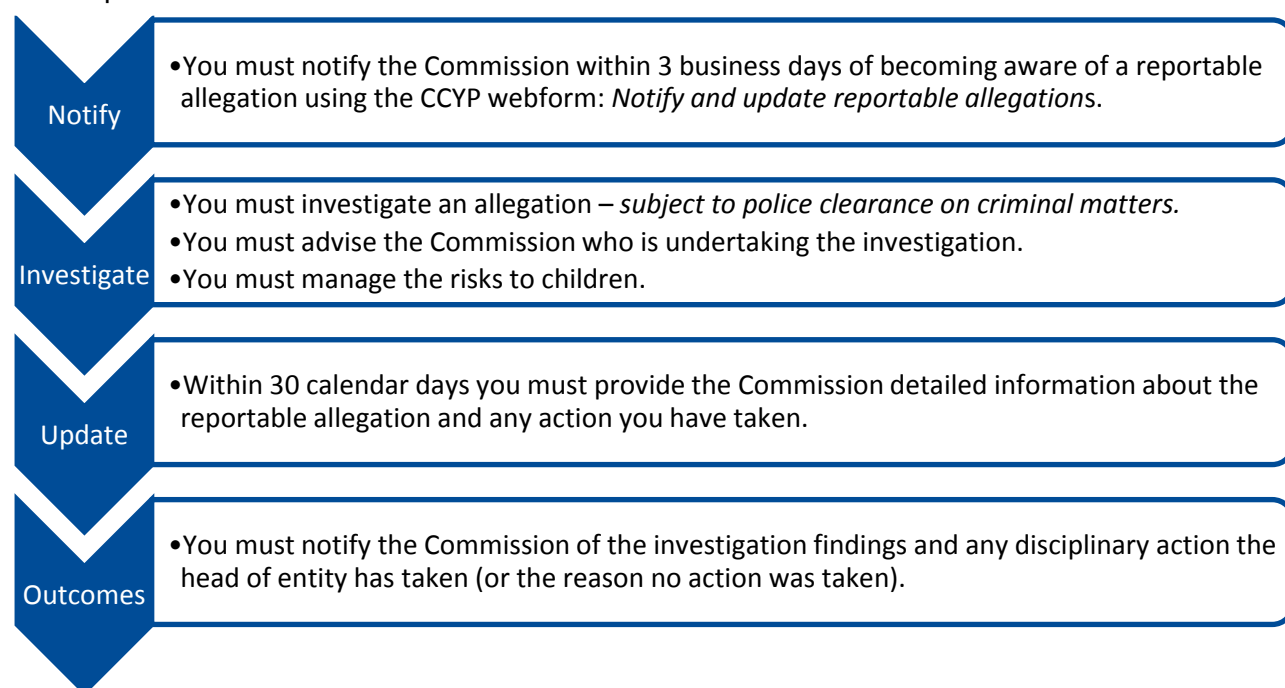 Notify
•You must notify the Commission within 3 business days of becoming aware of a reportable
allegation using the CCYP webform: Notify and update reportable allegations.
Investigate
•You must investigate an allegation – subject to police clearance on criminal matters.
•You must advise the Commission who is undertaking the investigation.
•You must manage the risks to children.
Update
•Within 30 calendar days you must provide the Commission detailed information about the
reportable allegation and any action you have taken.
Outcomes
•You must notify the Commission of the investigation findings and any disciplinary action the
head of entity has taken (or the reason no action was taken).